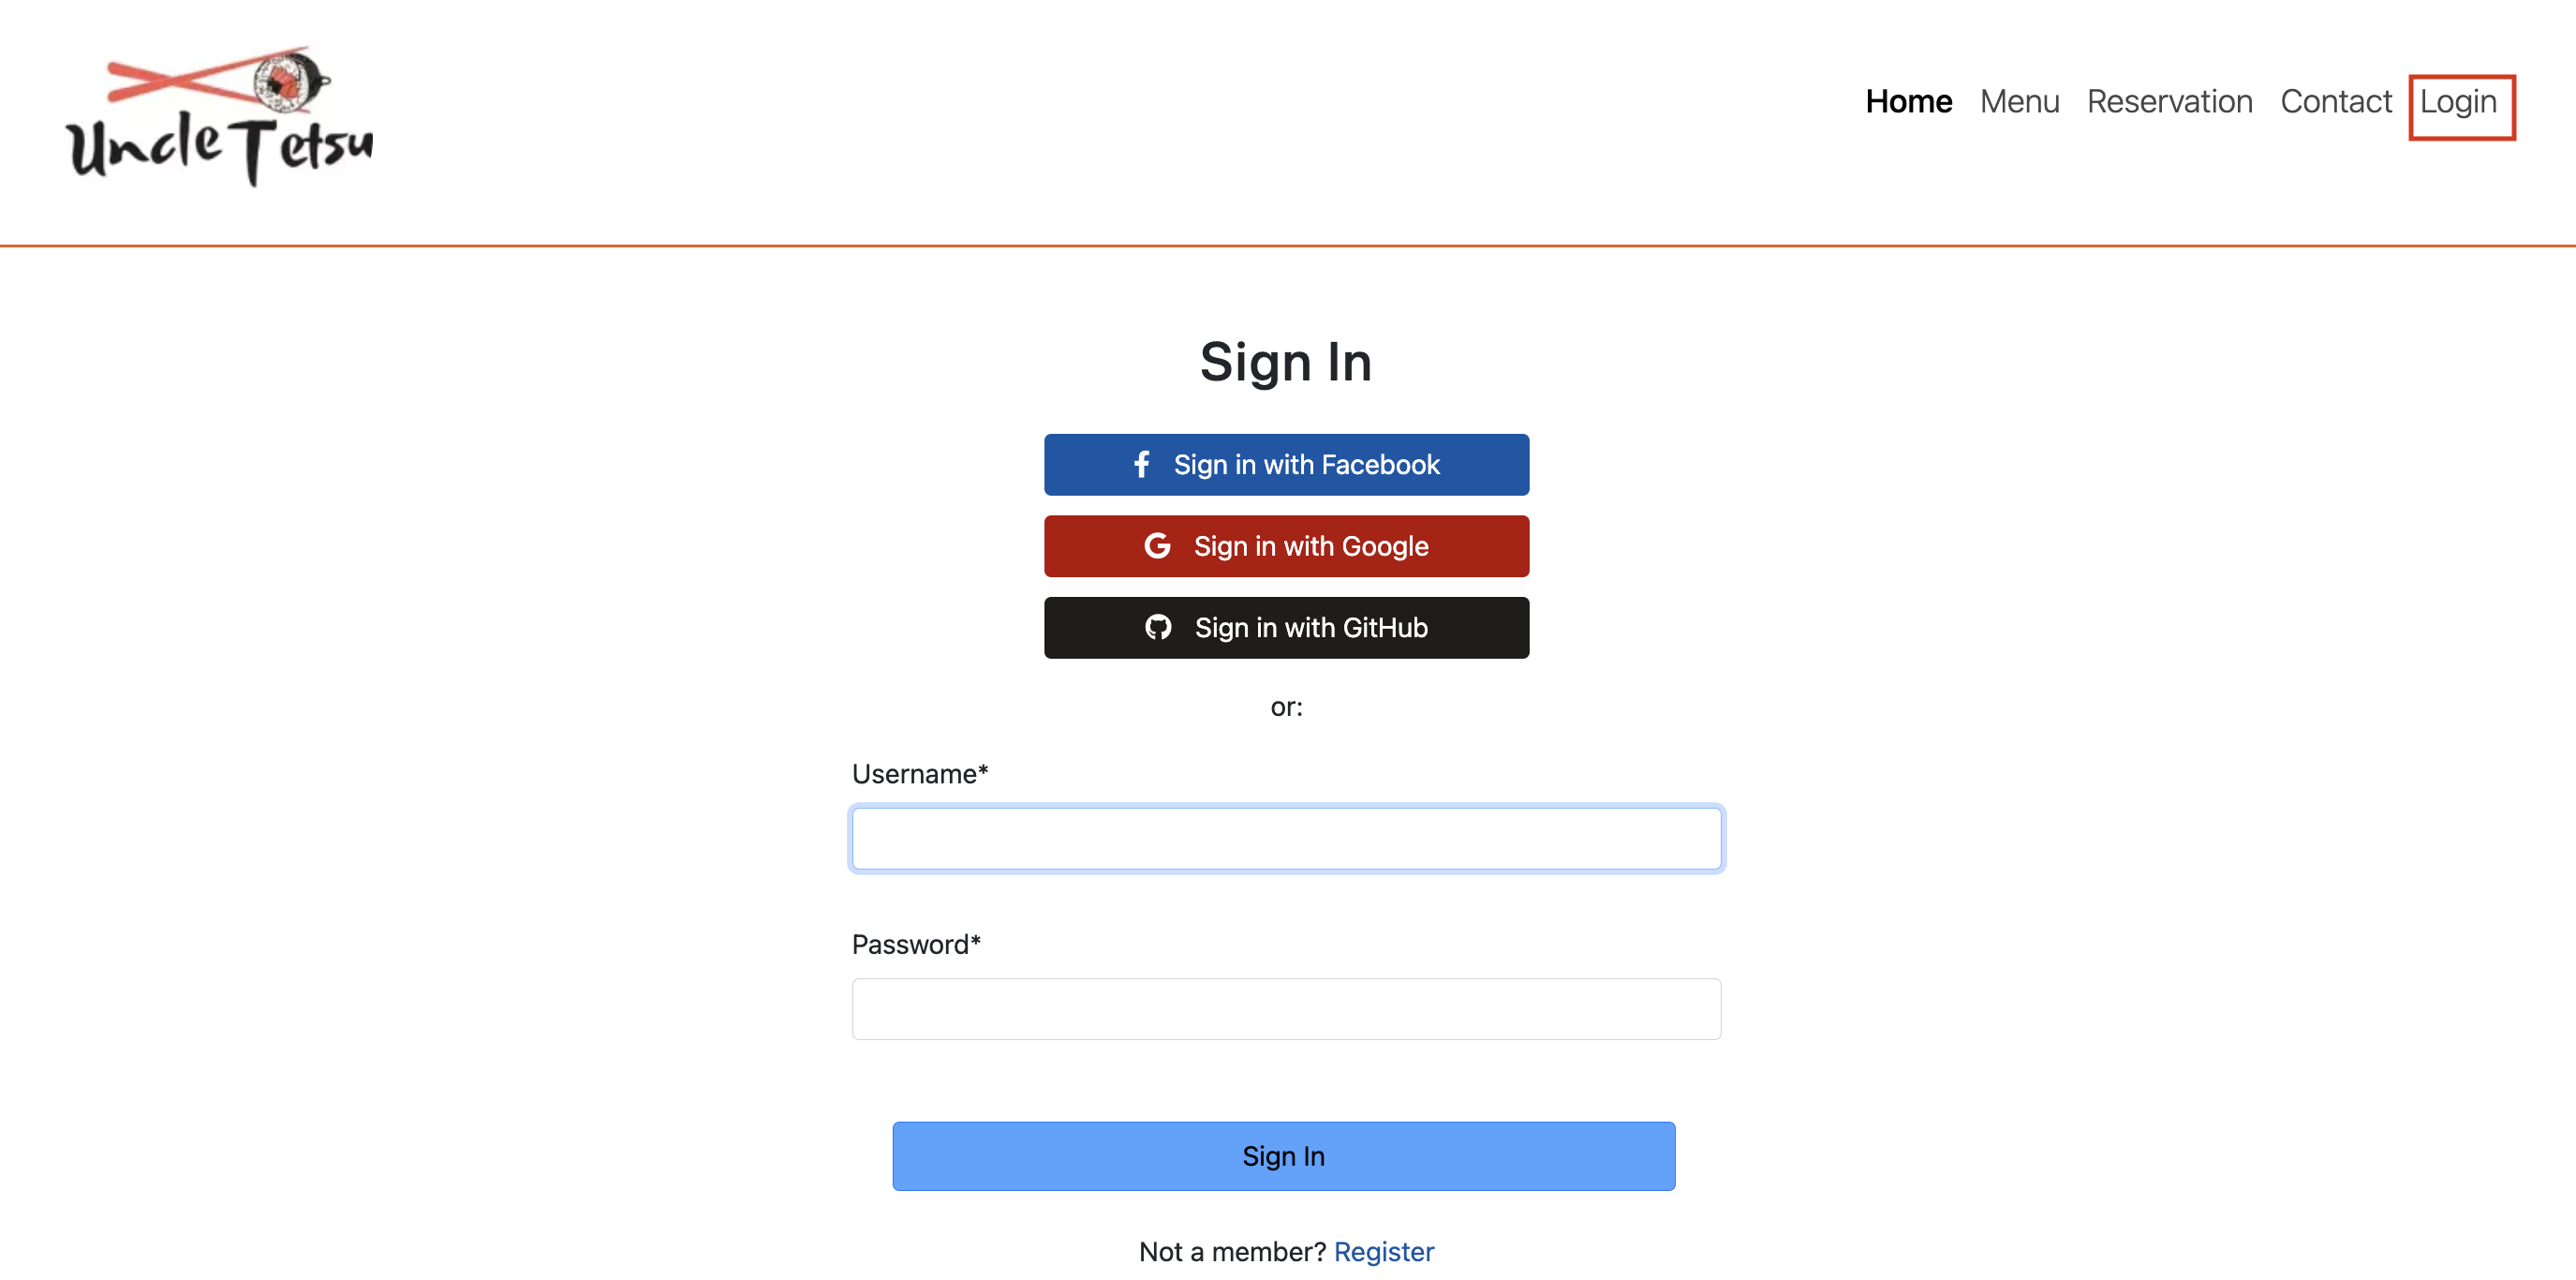 Uncle Tetsu
Home Menu Reservation Contact Login
Sign In
Sign in with Facebook
Sign in with Google
Sign in with GitHub
or:
Username*
Password*
Sign In
Not a member? Register